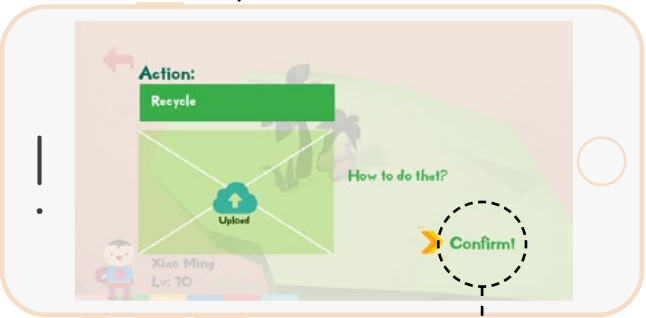 Action:
Recycle
How to do that?
Upload
Confirm!
Xiao Ming
Lv: 10